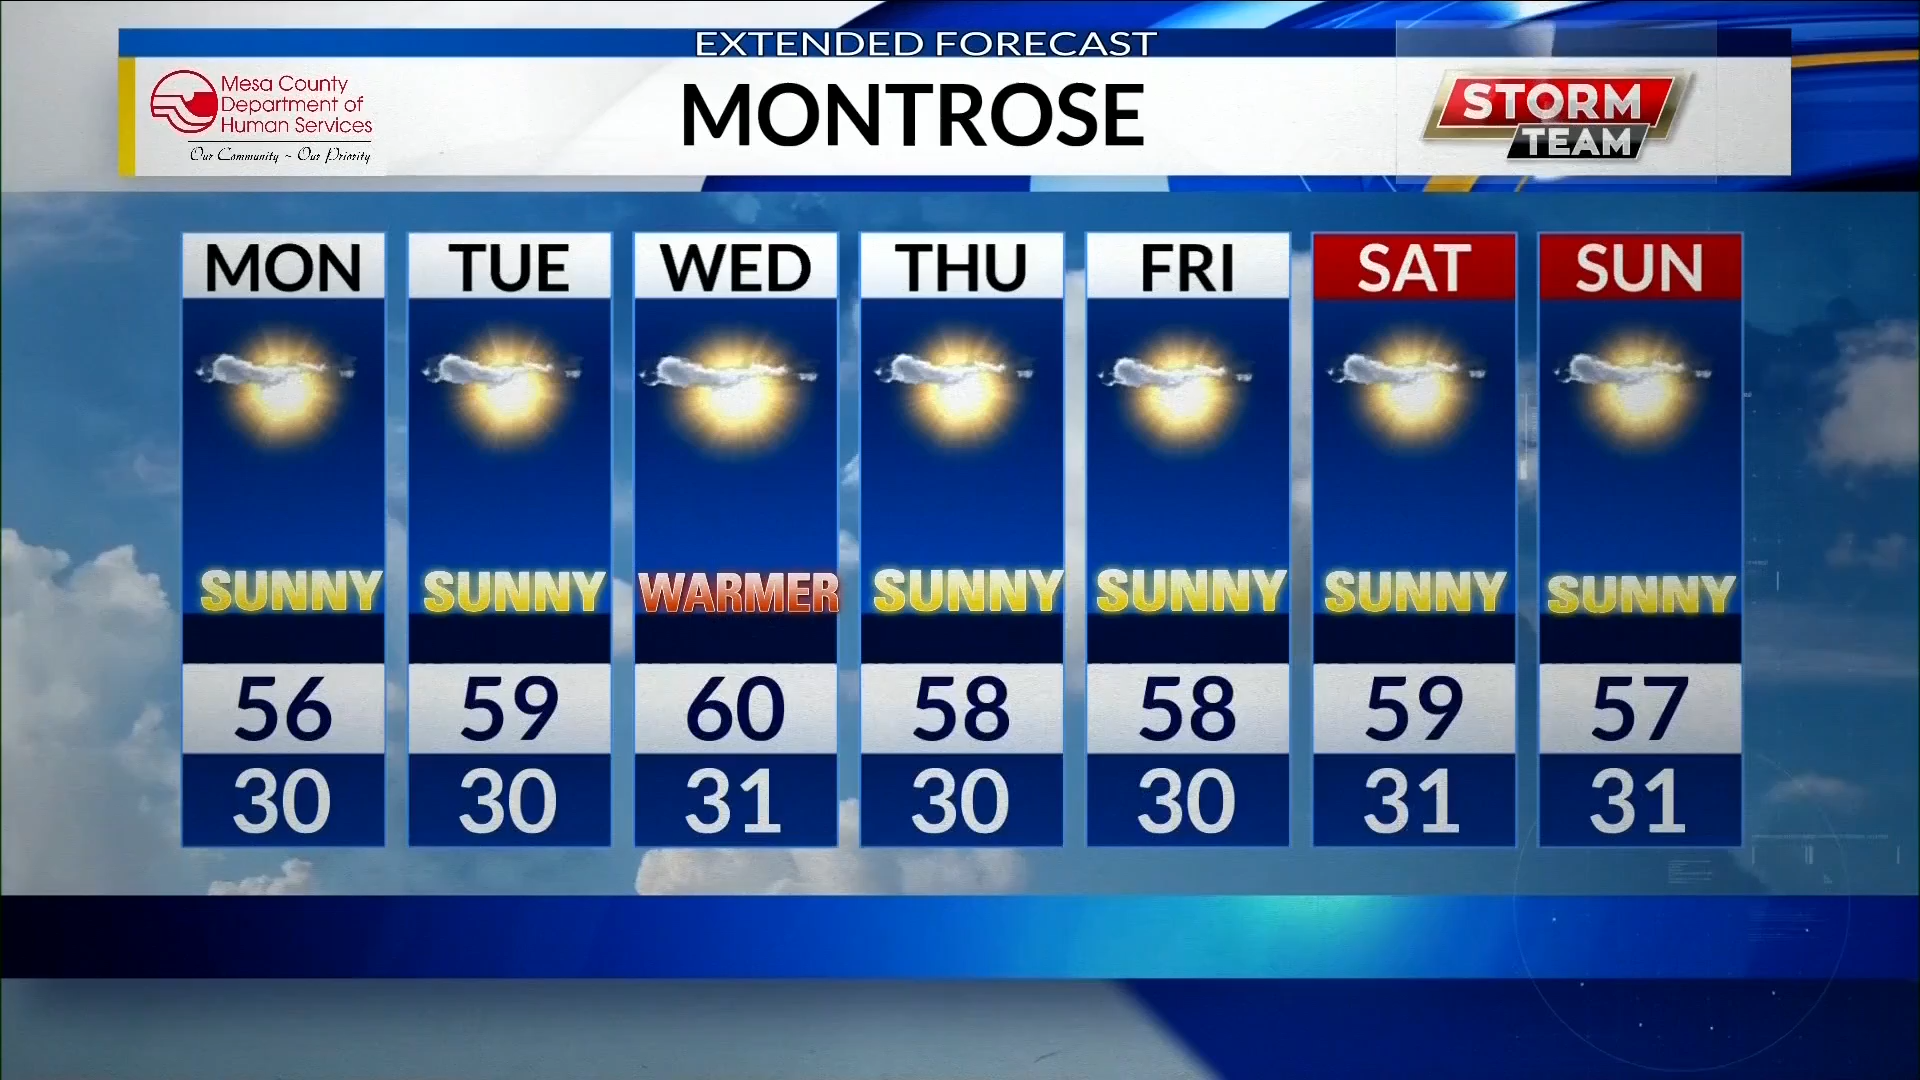 EXTENDED FORECAST
Mesa County
Department of
Human Services
Our Community ~ Our Priority
MONTROSE
STORM
TEAM
MON TUE WED THU FRI SAT SUN
SUNNY SUNNY WARMER SUNNY SUNNY SUNNY SUNNY
56 59 60 58 58 59 57
30 30 31 30 30 31 31